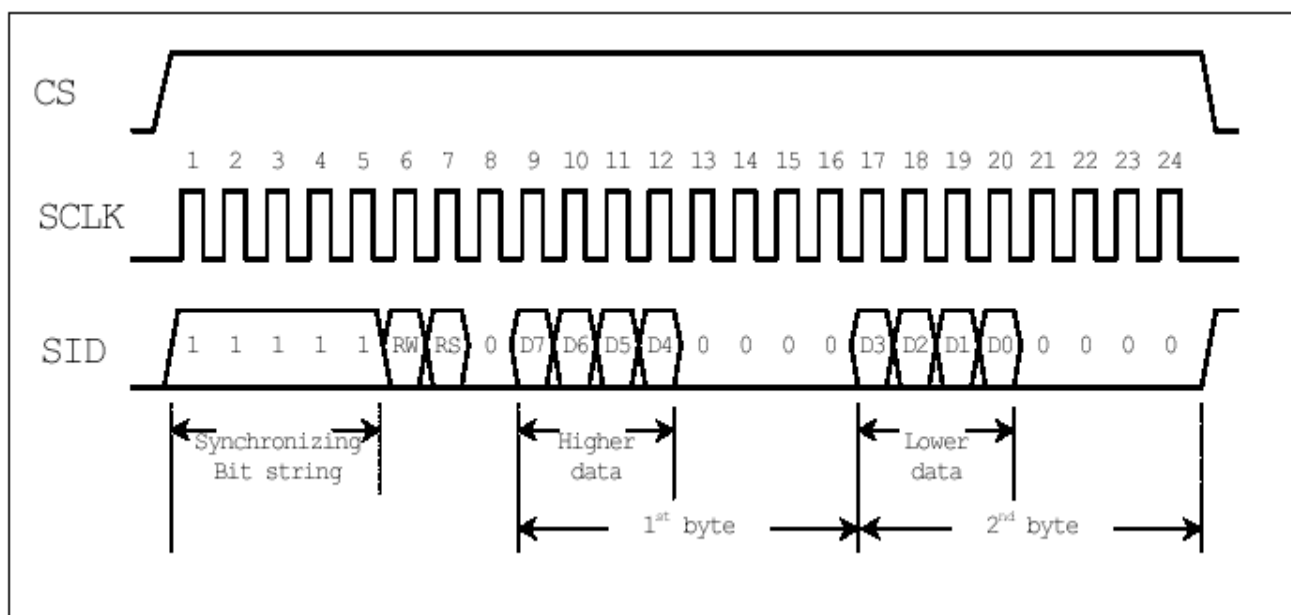 CS
1 2 3 4 5 6 7 8 9 10 11 12 13 14 15 16 17 18 19 20 21 22 23 24
SCLK
SID 1 1 1 1 1 RW RS 0 D7 D6 D5 D4 0 0 0 0 D3 D2 D1 D0 0 0 0 0
Synchronizing Higher Lower
Bit string data data
1st byte 2nd byte